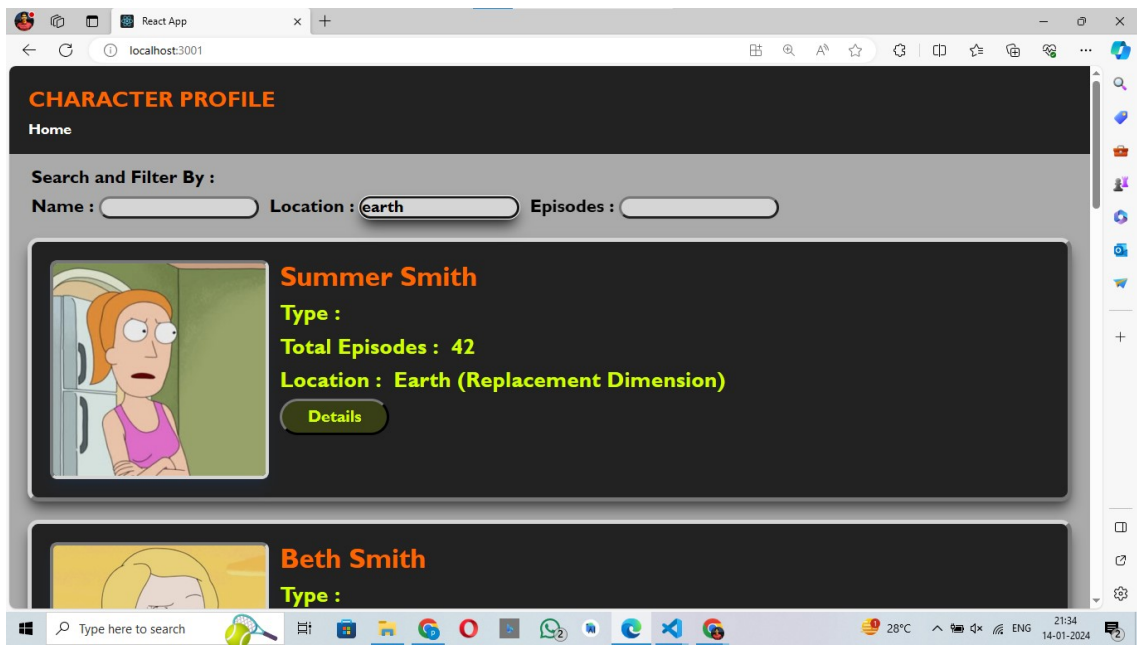 React App
localhost:3001
CHARACTER PROFILE
Home
Search and Filter By :
Name : Location : earth Episodes :
Summer Smith
Type :
Total Episodes : 42
Location : Earth (Replacement Dimension)
Details
Beth Smith
Type :
Type here to search
28°C ENG 21:34
14-01-2024